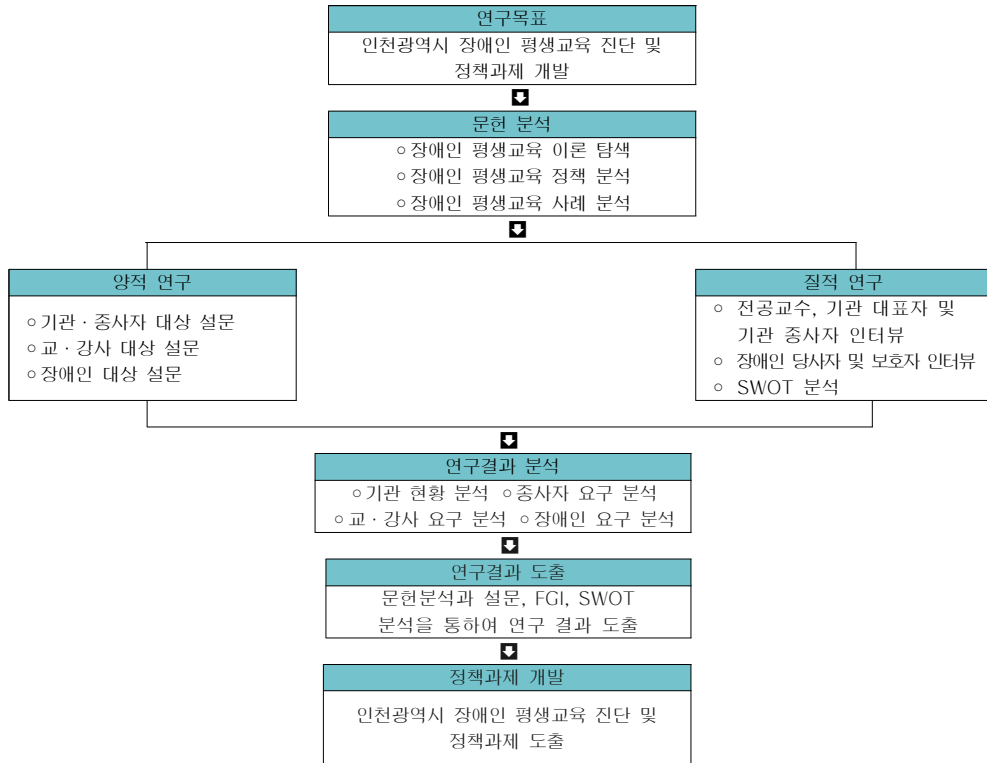 연구목표
인천광역시 장애인 평생교육 진단 및
정책과제 개발
문헌 분석
○장애인 평생교육 이론 탐색
○장애인 평생교육 정책 분석
○장애인 평생교육 사례 분석
양적 연구
○기관 · 종사자 대상 설문
○교 · 강사 대상 설문
○장애인 대상 설문
질적 연구
○ 전공교수, 기관 대표자 및
기관 종사자 인터뷰
○ 장애인 당사자 및 보호자 인터뷰
○ SWOT 분석
연구결과 분석
○기관 현황 분석 ○종사자 요구 분석
○교 · 강사 요구 분석 ○장애인 요구 분석
연구결과 도출
문헌분석과 설문, FGI, SWOT
분석을 통하여 연구 결과 도출
정책과제 개발
인천광역시 장애인 평생교육 진단 및
정책과제 도출